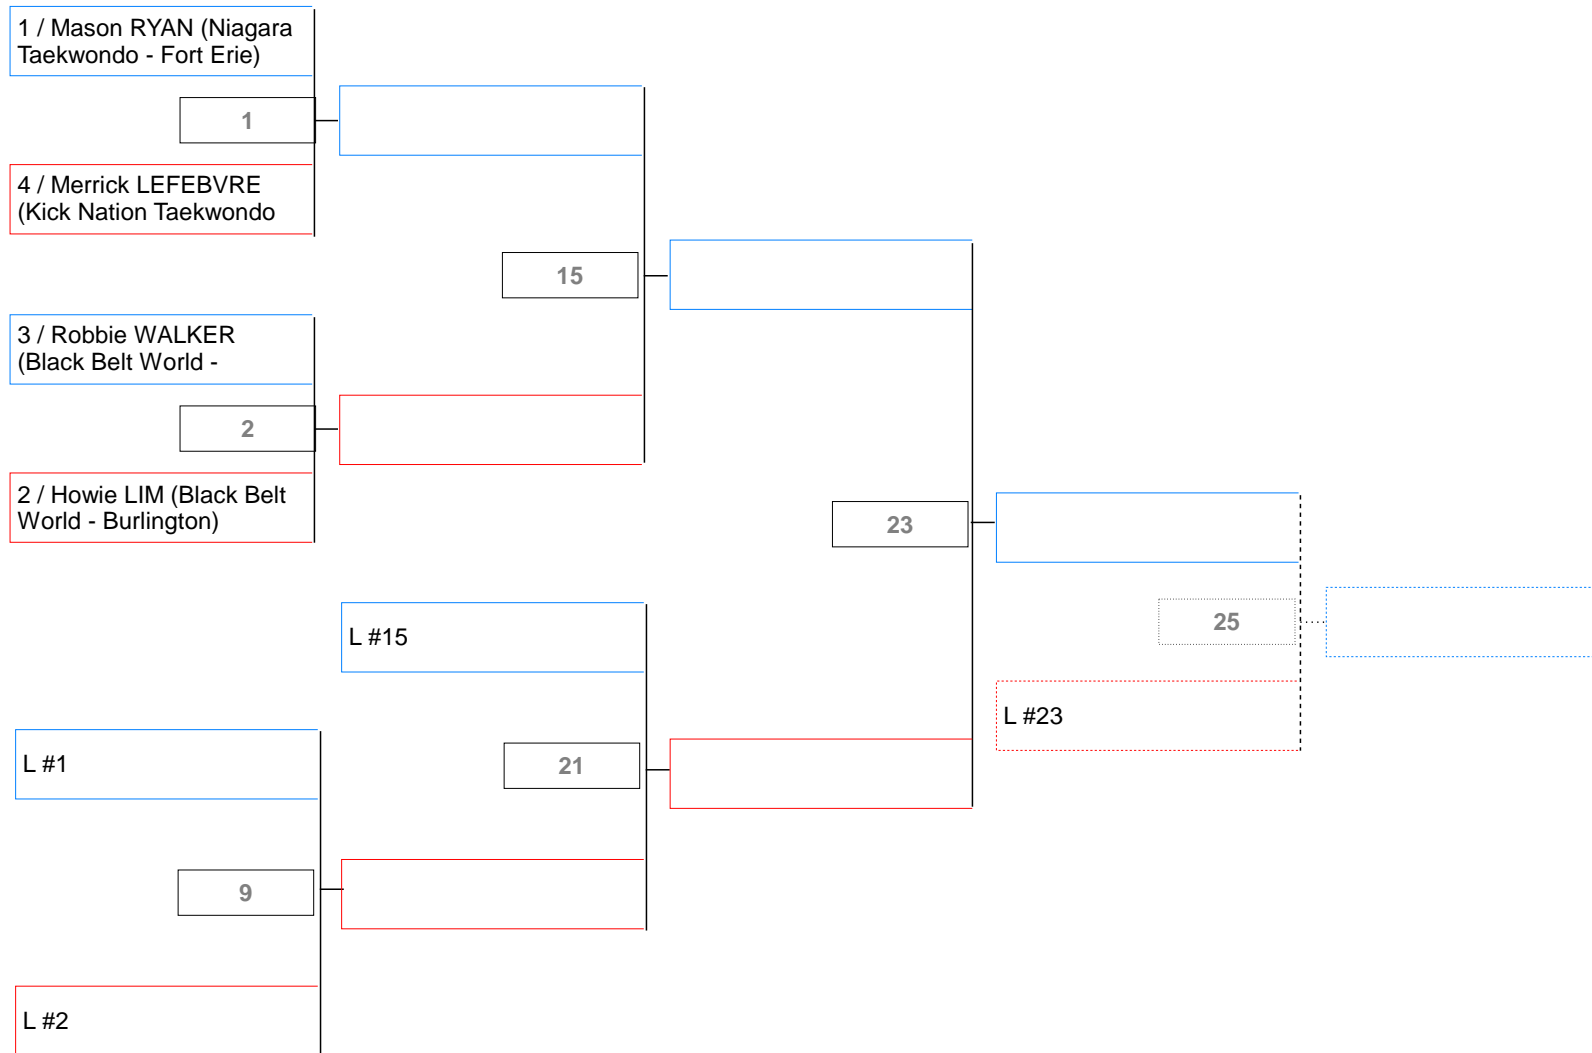 1 / Mason RYAN (Niagara
Taekwondo - Fort Erie)
1
4 / Merrick LEFEBVRE
(Kick Nation Taekwondo
15
3 / Robbie WALKER
(Black Belt World -
2
2 / Howie LIM (Black Belt
World - Burlington)
23
L #15
25
L #23
L #1
21
9
L #2